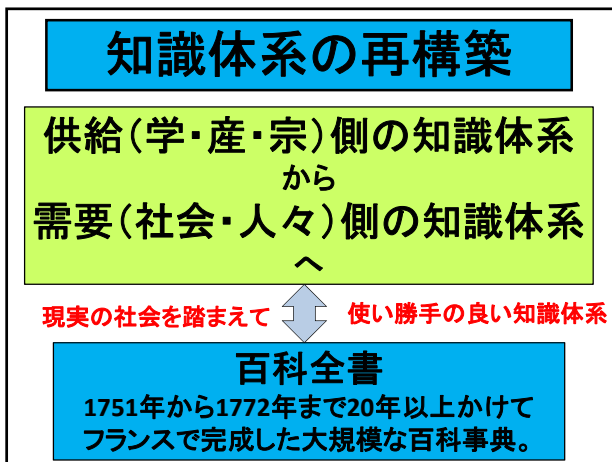 知識体系の再構築
供給(学・産・宗)側の知識体系
から
需要(社会・人々)側の知識体系
へ
現実の社会を踏まえて
使い勝手の良い知識体系
百科全書
1751年から1772年まで20年以上かけて
フランスで完成した大規模な百科事典。